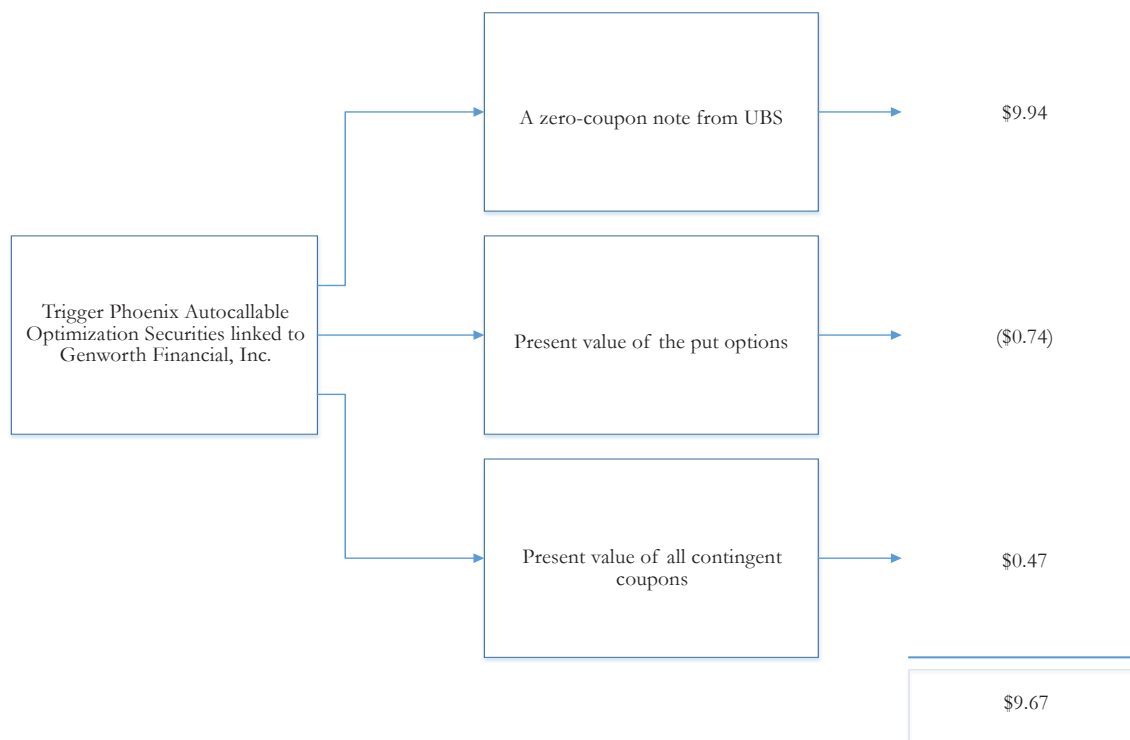 A zero-coupon note from UBS
$9.94
Trigger Phoenix Autocallable
Optimization Securities linked to
Genworth Financial, Inc.
Present value of the put options
($0.74)
Present value of all contingent
coupons
$0.47
$9.67